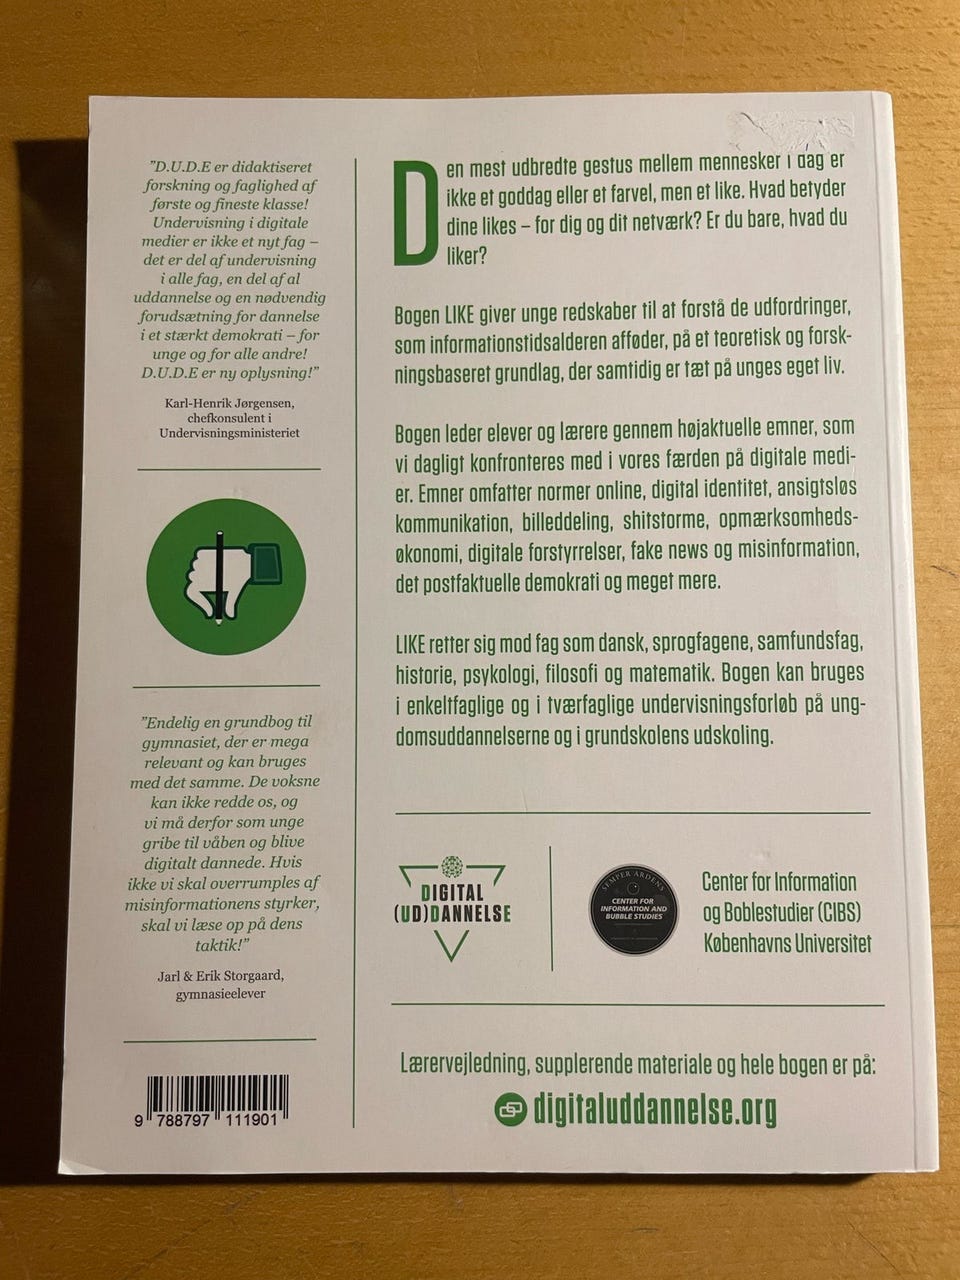 ”D.U.D.E er didaktiseret
forskning og faglighed af
første og fineste klasse!
Undervisning i digitale
medier er ikke et nyt fag –
det er del af undervisning
i alle fag, en del af al
uddannelse og en nødvendig
forudsætning for dannelse
i et stærkt demokrati – for
unge og for alle andre!
D.U.D.E er ny oplysning!”
Karl-Henrik Jørgensen,
chefkonsulent i
Undervisningsministeriet
”Endelig en grundbog til
gymnasiet, der er mega
relevant og kan bruges
med det samme. De voksne
kan ikke redde os, og
vi må derfor som unge
gribe til våben og blive
digitalt dannede. Hvis
ikke vi skal overrumples af
misinformationens styrker,
skal vi læse op på dens
taktik!”
Jarl & Erik Storgaard,
gymnasieelever
9 788797 111901
Den mest udbredte gestus mellem mennesker i dag er
ikke et goddag eller et farvel, men et like. Hvad betyder
dine likes – for dig og dit netværk? Er du bare, hvad du
liker?
Bogen LIKE giver unge redskaber til at forstå de udfordringer,
som informationstidsalderen afføder, på et teoretisk og forsk-
ningsbaseret grundlag, der samtidig er tæt på unges eget liv.
Bogen leder elever og lærere gennem højaktuelle emner, som
vi dagligt konfronteres med i vores færden på digitale medi-
er. Emner omfatter normer online, digital identitet, ansigtsløs
kommunikation, billeddeling, shitstorme, opmærksomheds-
økonomi, digitale forstyrrelser, fake news og misinformation,
det postfaktuelle demokrati og meget mere.
LIKE retter sig mod fag som dansk, sprogfagene, samfundsfag,
historie, psykologi, filosofi og matematik. Bogen kan bruges
i enkeltfaglige og i tværfaglige undervisningsforløb på ung-
domsuddannelserne og i grundskolens udskoling.
DIGITAL
(UD)DANNELSE
SEMPER ARDENS
CENTER FOR
INFORMATION AND
BUBBLE STUDIES
Center for Information
og Boblestudier (CIBS)
Københavns Universitet
Lærervejledning, supplerende materiale og hele bogen er på:
digitaluddannelse.org